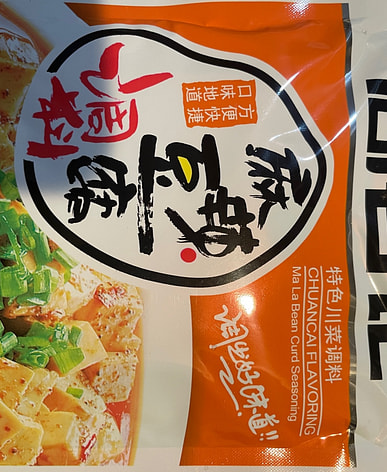 麻辣
豆腐
调料
方便快捷
口味地道
特色川菜调料
CHUANCAI FLAVORING
Ma La Bean Curd Seasoning
调出好味道!!